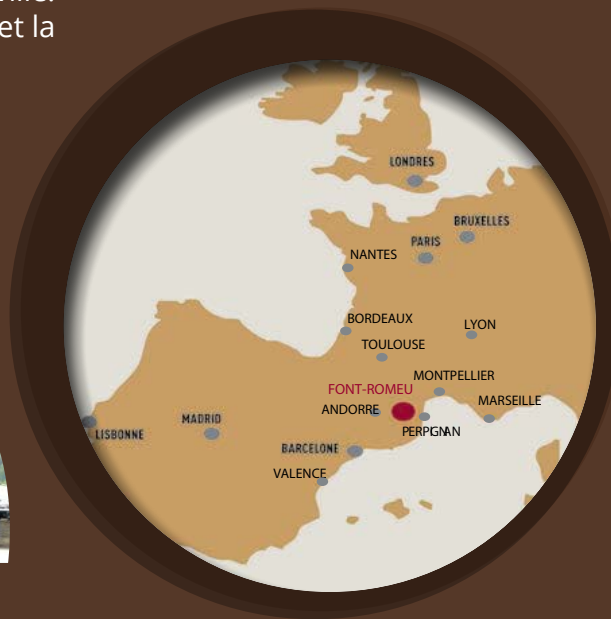 et la
LONDRES
BRUXELLES
PARIS
NANTES
BORDEAUX
LYON
TOULOUSE
MONTPELLIER
FONT-ROMEU
MARSEILLE
ANDORRE
PERPIGNAN
MADRID
LISBONNE
BARCELONE
VALENCE